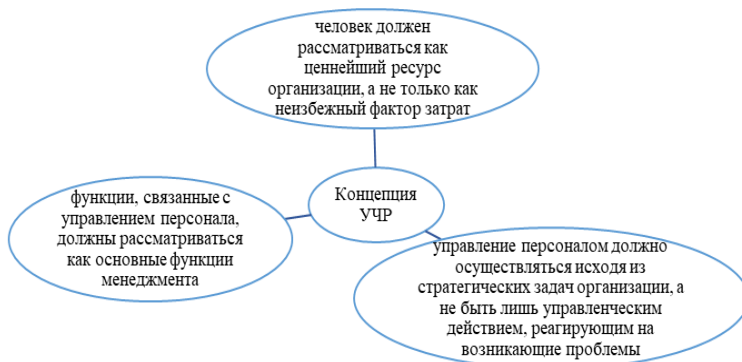 человек должен
рассматриваться как
ценнейший ресурс
организации, а не только как
неизбежный фактор затрат
Концепция
УЧР
функции, связанные с
управлением персонала,
должны рассматриваться
как основные функции
менеджмента
управление персоналом должно
осуществляться исходя из
стратегических задач организации, а
не быть лишь управленческим
действием, реагирующим на
возникающие проблемы